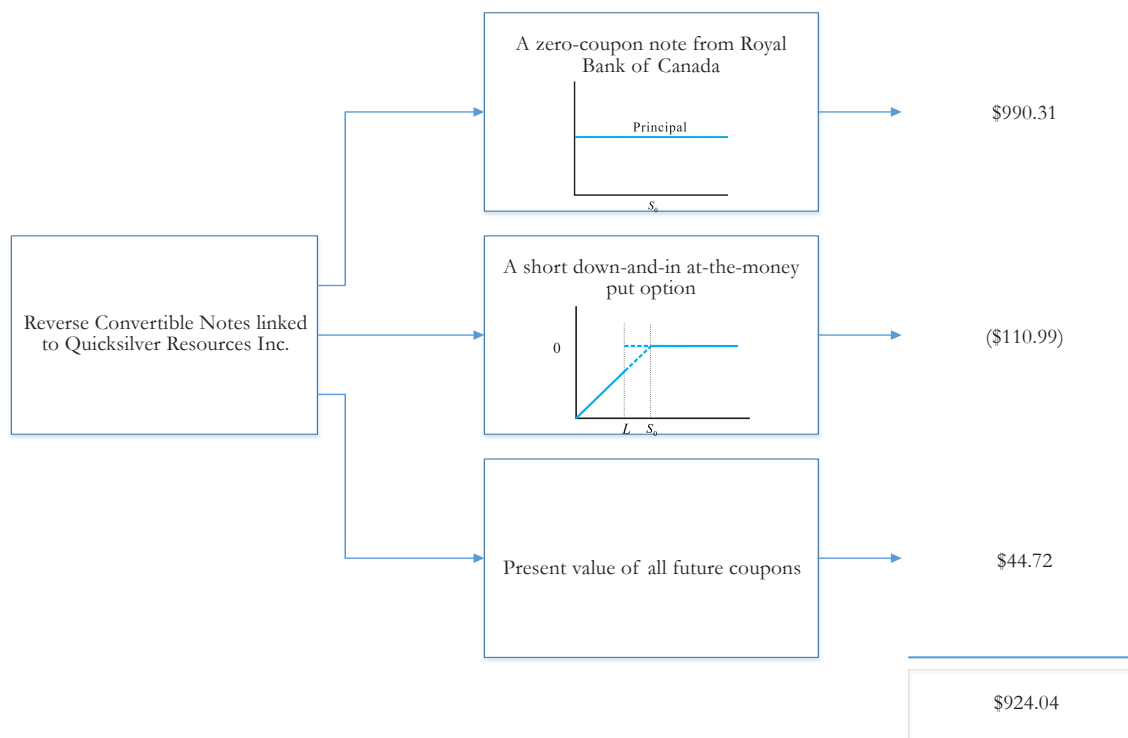 A zero-coupon note from Royal
Bank of Canada
Principal
S₀
$990.31
Reverse Convertible Notes linked
to Quicksilver Resources Inc.
A short down-and-in at-the-money
put option
0
L
S₀
($110.99)
Present value of all future coupons
$44.72
$924.04